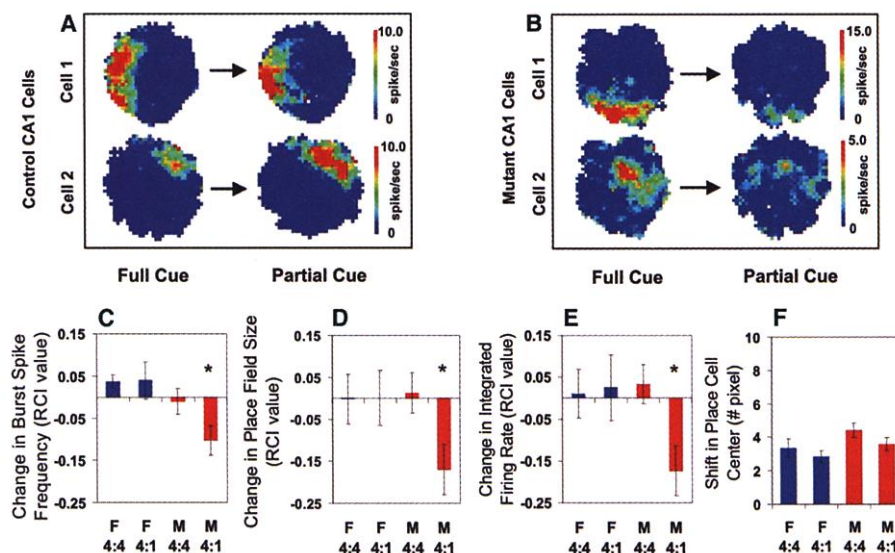 A
B
Control CA1 Cells
Cell 1
Cell 2
10.0
spike/sec
0
10.0
spike/sec
0
Mutant CA1 Cells
Cell 1
Cell 2
15.0
spike/sec
0
5.0
spike/sec
0
Full Cue
Partial Cue
Full Cue
Partial Cue
C
Change in Burst Spike
Frequency (RCI value)
0.15
0.05
-0.05
-0.15
-0.25
*
F F M M
4:4 4:1 4:4 4:1
D
Change in Place Field Size
(RCI value)
0.15
0.05
-0.05
-0.15
-0.25
*
F F M M
4:4 4:1 4:4 4:1
E
Change in Integrated
Firing Rate (RCI value)
0.15
0.05
-0.05
-0.15
-0.25
*
F F M M
4:4 4:1 4:4 4:1
F
Shift in Place Cell
Center (# pixel)
10
8
6
4
2
0
F F M M
4:4 4:1 4:4 4:1